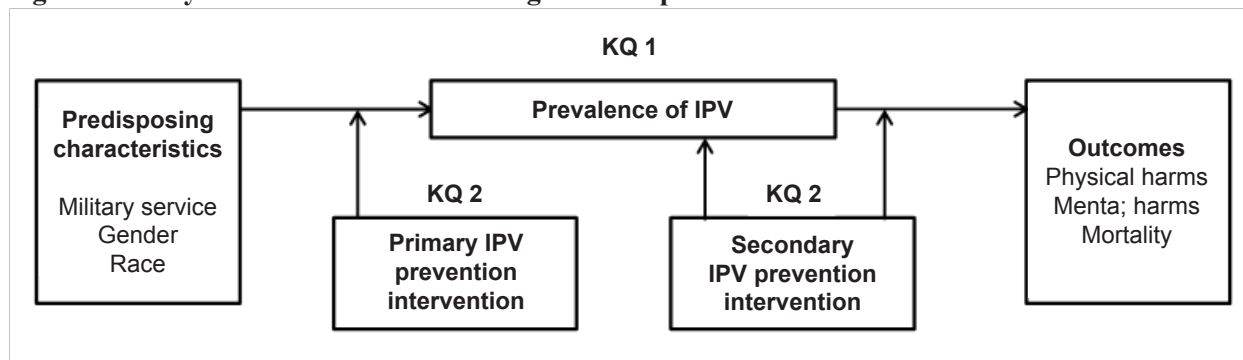 KQ 1
Predisposing
characteristics
Military service
Gender
Race
Prevalence of IPV
Outcomes
Physical harms
Menta; harms
Mortality
KQ 2
Primary IPV
prevention
intervention
KQ 2
Secondary
IPV prevention
intervention